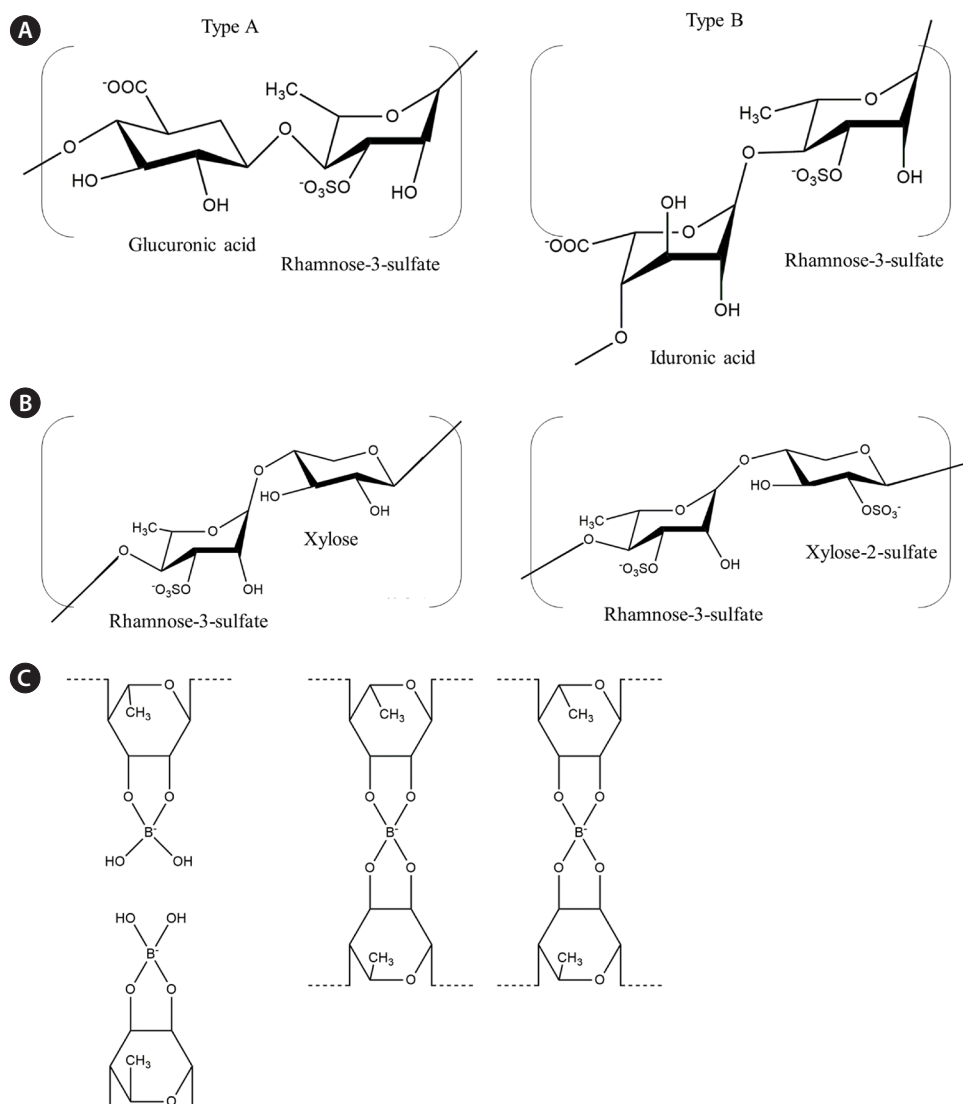 A
Type A
Type B
⁻OOC
O
HO
OH
O
H₃C
O
⁻O₃SO
HO
Glucuronic acid
Rhamnose-3-sulfate
H₃C
O
O
⁻O₃SO
OH
OH
⁻OOC
O
OH
O
Rhamnose-3-sulfate
Iduronic acid
B
O
O
HO
OH
H₃C
O
O
⁻O₃SO
OH
Xylose
Rhamnose-3-sulfate
O
O
HO
OSO₃⁻
H₃C
O
O
⁻O₃SO
OH
Xylose-2-sulfate
Rhamnose-3-sulfate
C
O
CH₃
O
O
B⁻
HO
OH
HO
OH
B⁻
O
O
CH₃
O
O
CH₃
O
O
B⁻
O
O
CH₃
O
O
CH₃
O
O
B⁻
O
O
CH₃
O